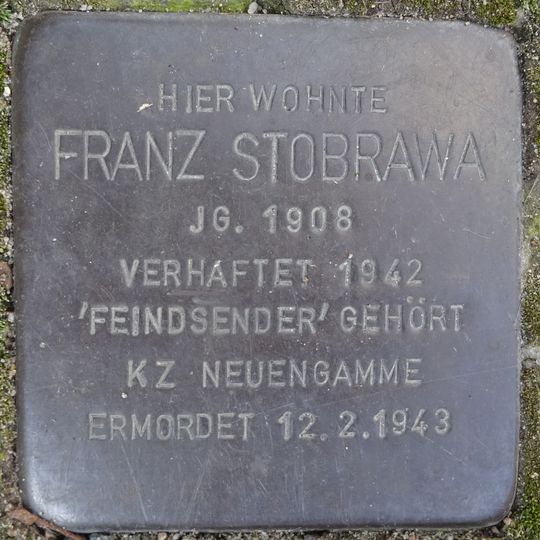 HIER WOHNTE
FRANZ STOBRAWA
JG. 1908
VERHAFTET 1942
'FEINDSENDER' GEHÖRT
KZ NEUENGAMME
ERMORDET 12.2.1943